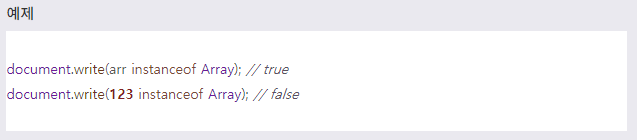 예제
document.write(arr instanceof Array); // true
document.write(123 instanceof Array); // false